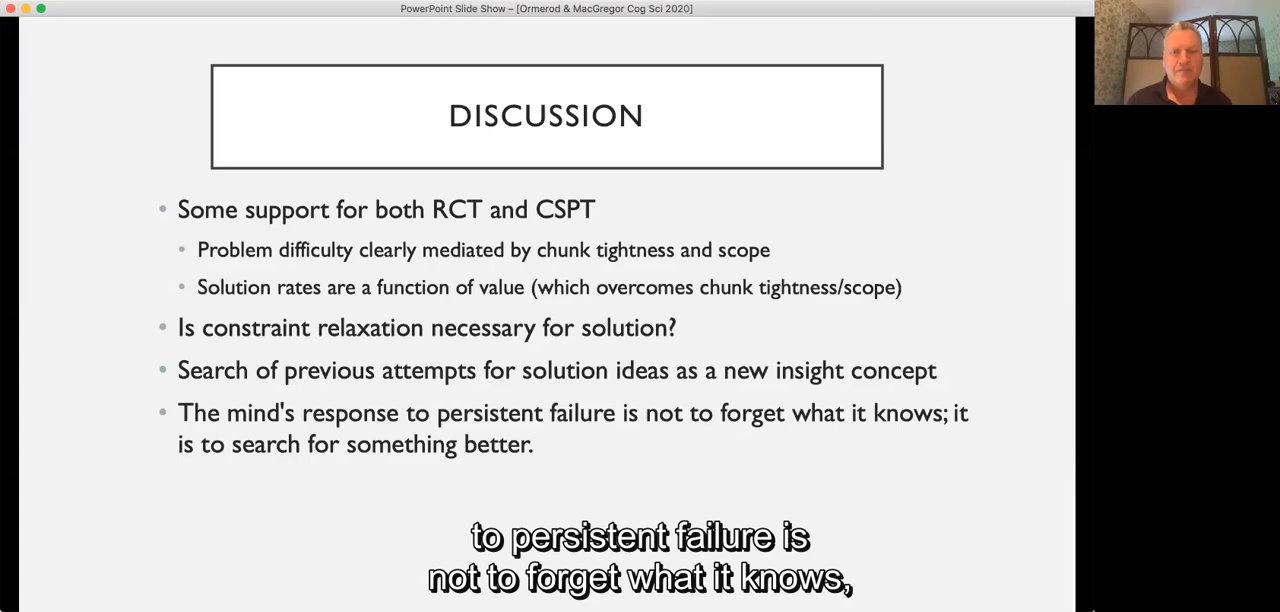 PowerPoint Slide Show – [Ormerod & MacGregor Cog Sci 2020]
DISCUSSION
• Some support for both RCT and CSPT
• Problem difficulty clearly mediated by chunk tightness and scope
• Solution rates are a function of value (which overcomes chunk tightness/scope)
• Is constraint relaxation necessary for solution?
• Search of previous attempts for solution ideas as a new insight concept
• The mind's response to persistent failure is not to forget what it knows; it
is to search for something better.
to persistent failure is
not to forget what it knows,